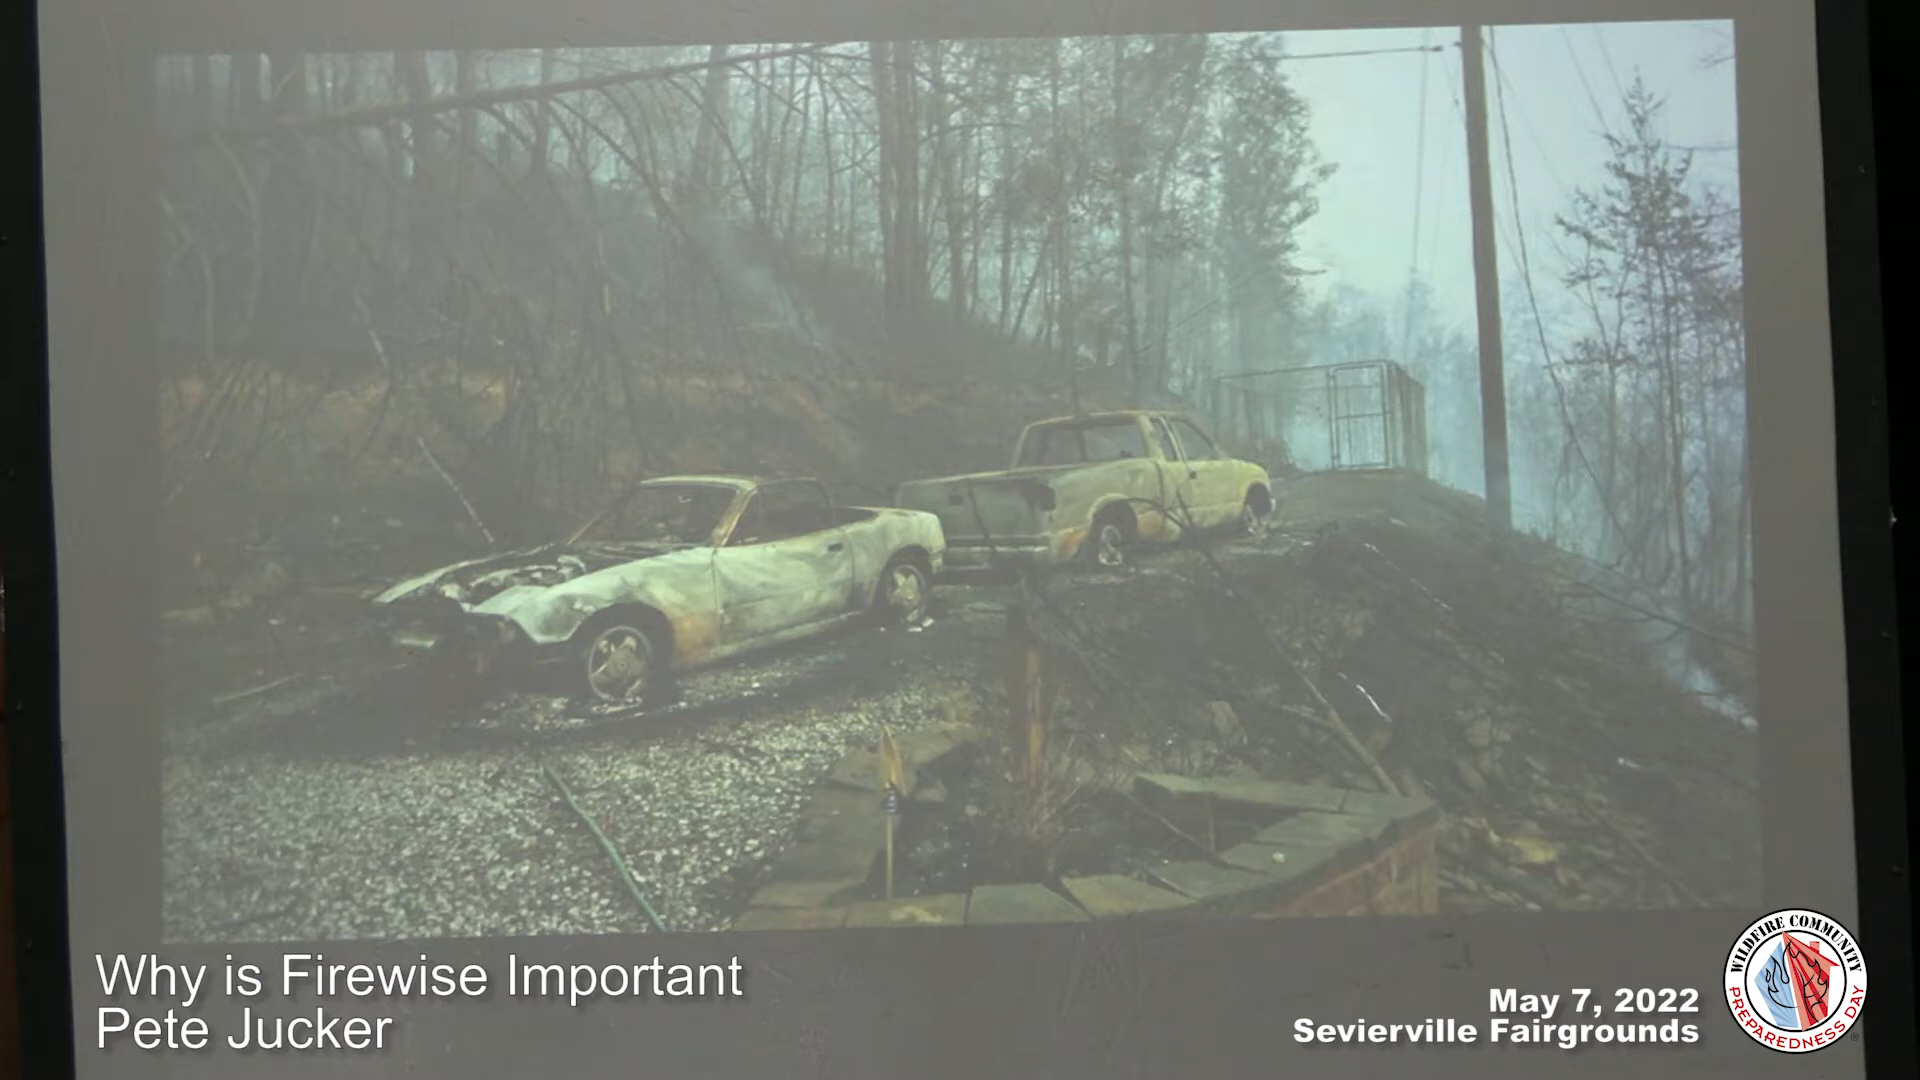 Why is Firewise Important
Pete Jucker
May 7, 2022
Sevierville Fairgrounds
WILDFIRE COMMUNITY
PREPAREDNESS DAY
®